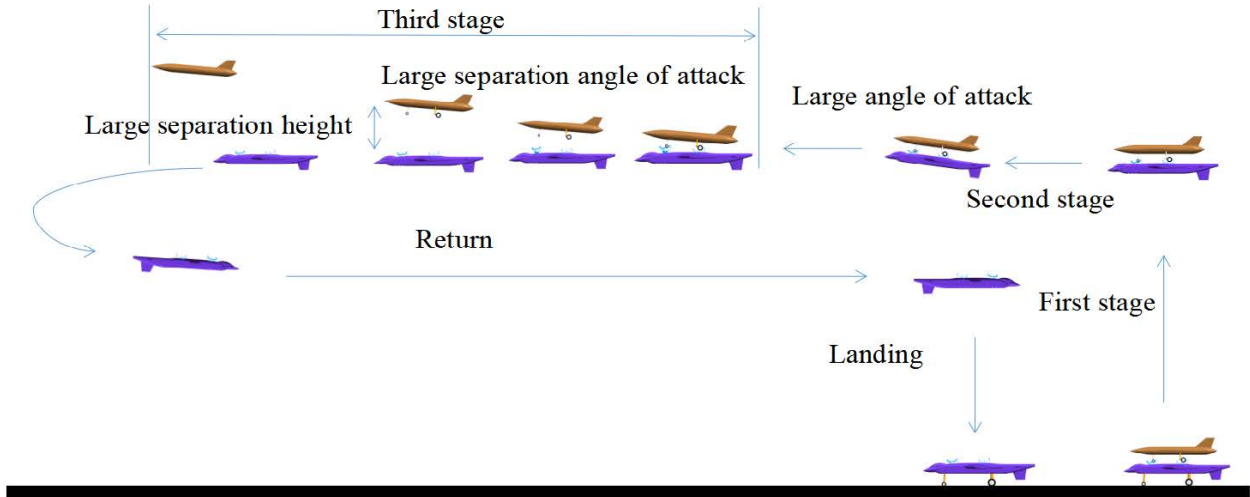 Third stage
Large separation angle of attack
Large angle of attack
Large separation height
Second stage
Return
First stage
Landing